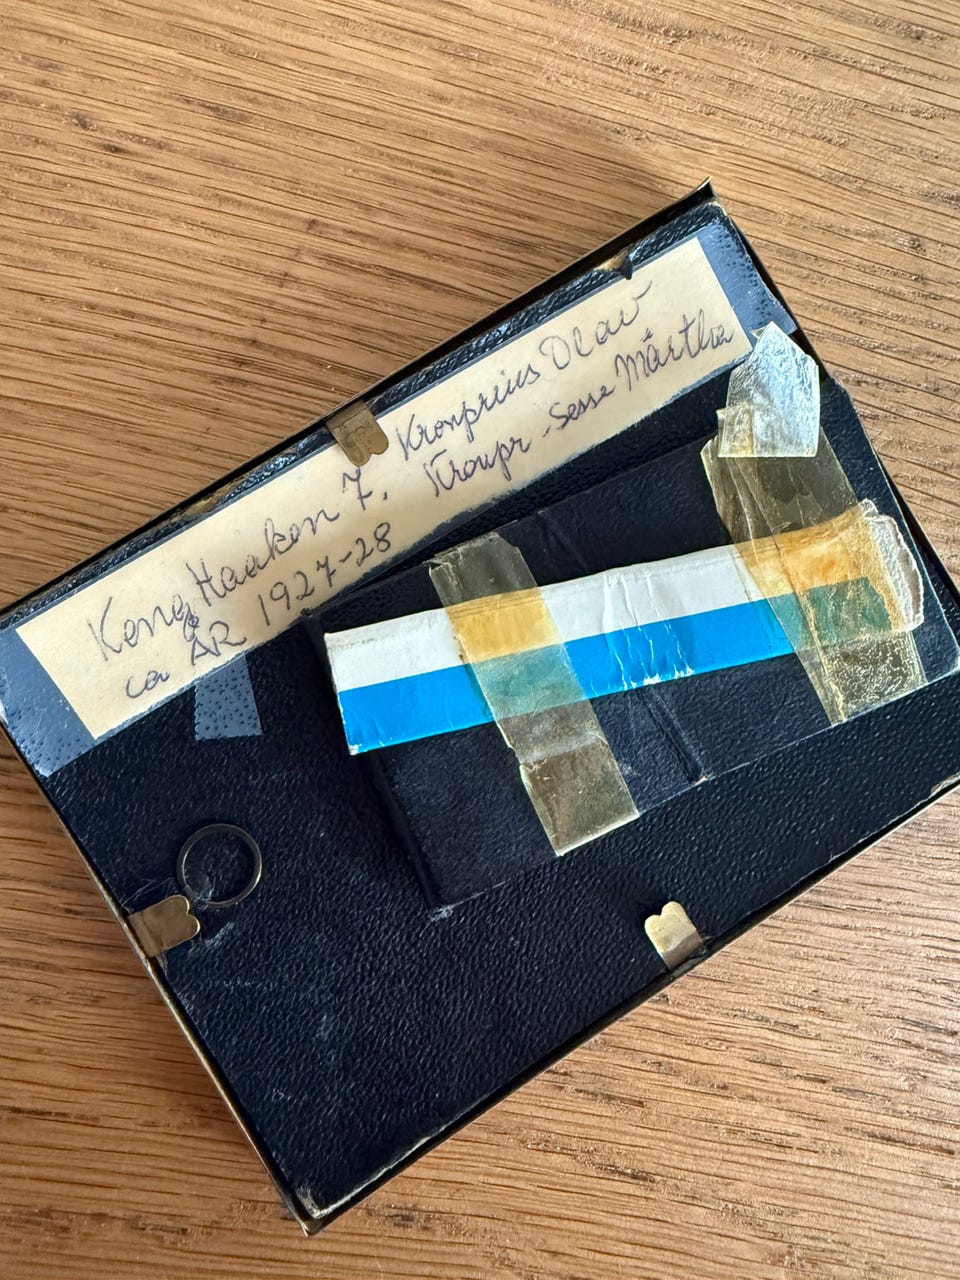 Kong Haakon 7. Kronprins Olav
Kronpr.sesse Märtha
ca ÅR 1927-28